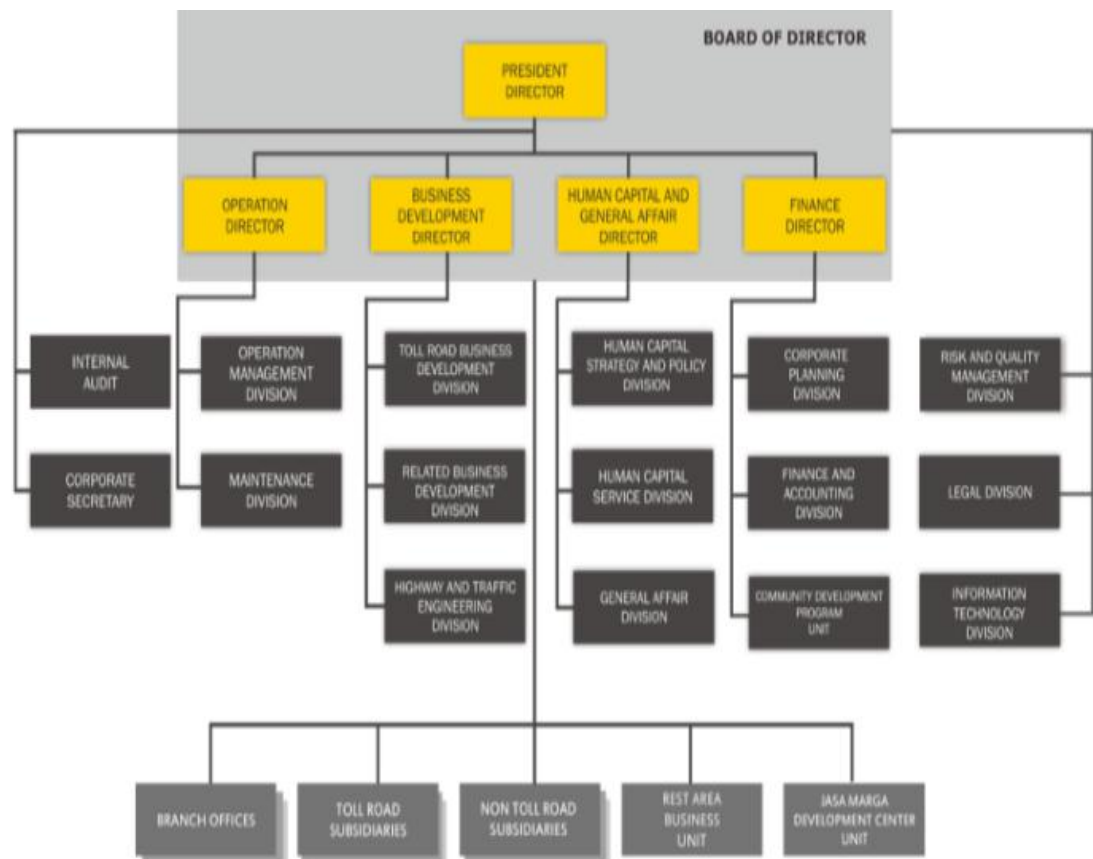 BOARD OF DIRECTOR
PRESIDENT
DIRECTOR
OPERATION
DIRECTOR
BUSINESS
DEVELOPMENT
DIRECTOR
HUMAN CAPITAL AND
GENERAL AFFAIR
DIRECTOR
FINANCE
DIRECTOR
INTERNAL
AUDIT
OPERATION
MANAGEMENT
DIVISION
TOLL ROAD BUSINESS
DEVELOPMENT
DIVISION
HUMAN CAPITAL
STRATEGY AND POLICY
DIVISION
CORPORATE
PLANNING
DIVISION
RISK AND QUALITY
MANAGEMENT
DIVISION
CORPORATE
SECRETARY
MAINTENANCE
DIVISION
RELATED BUSINESS
DEVELOPMENT
DIVISION
HUMAN CAPITAL
SERVICE DIVISION
FINANCE AND
ACCOUNTING
DIVISION
LEGAL DIVISION
HIGHWAY AND TRAFFIC
ENGINEERING
DIVISION
GENERAL AFFAIR
DIVISION
COMMUNITY DEVELOPMENT
PROGRAM
UNIT
INFORMATION
TECHNOLOGY
DIVISION
BRANCH OFFICES
TOLL ROAD
SUBSIDIARIES
NON TOLL ROAD
SUBSIDIARIES
REST AREA
BUSINESS
UNIT
JASA MARGA
DEVELOPMENT CENTER
UNIT